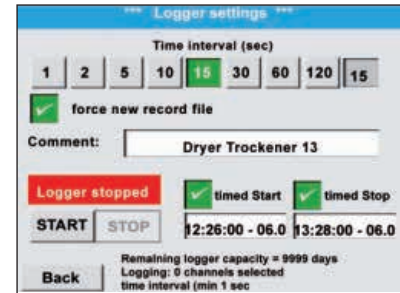 *** Logger settings ***
Time interval (sec)
1 2 5 10 15 30 60 120 15
force new record file
Comment: Dryer Trockener 13
Logger stopped timed Start timed Stop
START STOP 12:26:00 - 06.0 13:28:00 - 06.0
Remaining logger capacity = 9999 days
Logging: 0 channels selected
Back time interval (min 1 sec